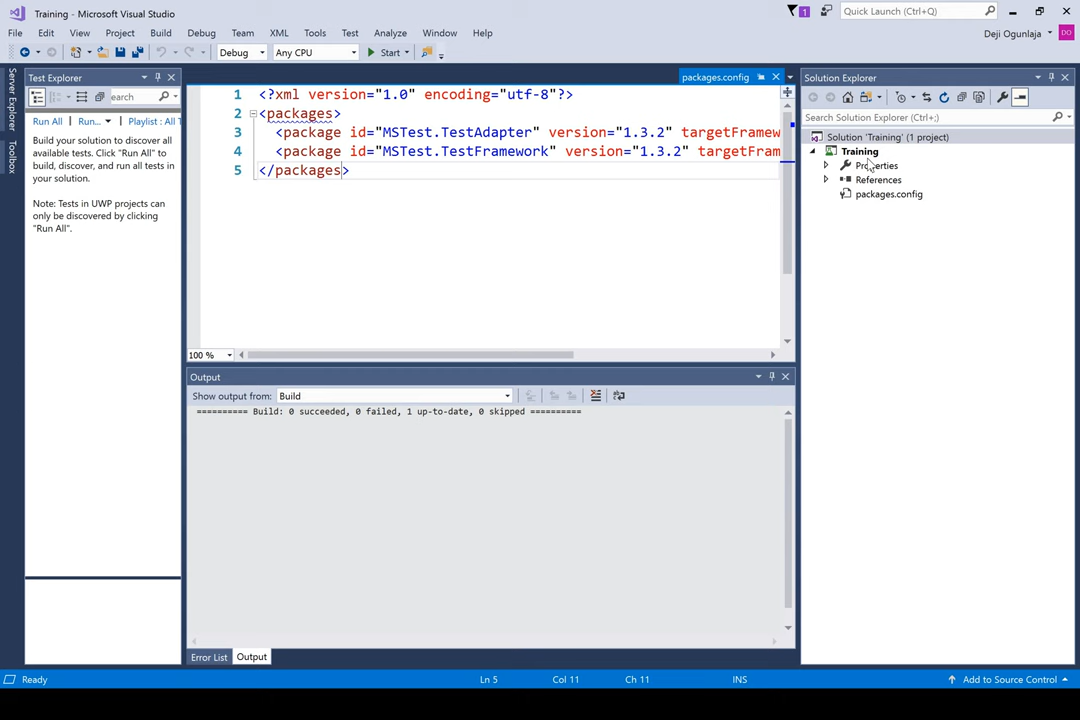 Training - Microsoft Visual Studio
1
Quick Launch (Ctrl+;)
File Edit View Project Build Debug Team XML Tools Test Analyze Window Help
Deji Ogunlaja DO
Debug Any CPU Start
Server Explorer
Toolbox
Test Explorer
earch
Run All Run... Playlist : All T
Build your solution to discover all
available tests. Click "Run All" to
build, discover, and run all tests in
your solution.
Note: Tests in UWP projects can
only be discovered by clicking
"Run All".
packages.config
1 <?xml version="1.0" encoding="utf-8"?>
2 <packages>
3 <package id="MSTest.TestAdapter" version="1.3.2" targetFramew
4 <package id="MSTest.TestFramework" version="1.3.2" targetFram
5 </packages>
100 %
Output
Show output from: Build
========== Build: 0 succeeded, 0 failed, 1 up-to-date, 0 skipped ==========
Error List Output
Solution Explorer
Search Solution Explorer (Ctrl+;)
Solution 'Training' (1 project)
Training
Properties
References
packages.config
Ready Ln 5 Col 11 Ch 11 INS Add to Source Control